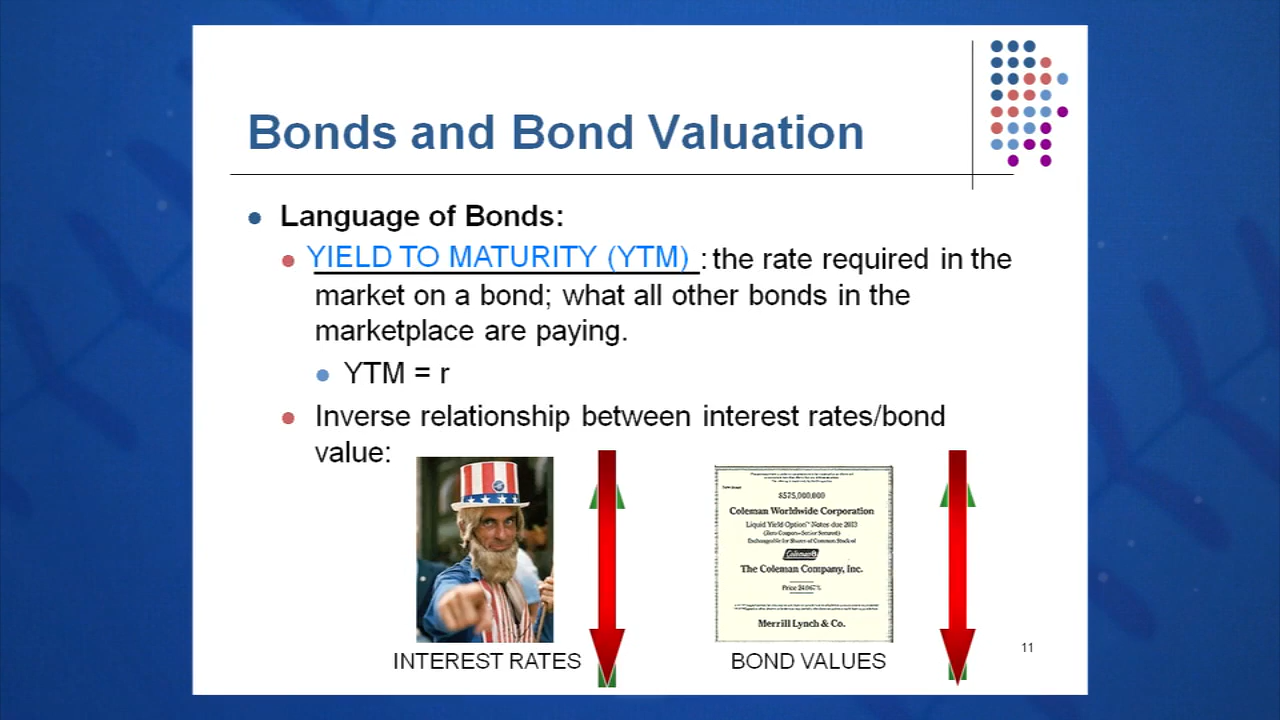 Bonds and Bond Valuation
Language of Bonds:
YIELD TO MATURITY (YTM) : the rate required in the
market on a bond; what all other bonds in the
marketplace are paying.
YTM = r
Inverse relationship between interest rates/bond
value:
$575,000,000
Coleman Worldwide Corporation
Liquid Yield Option™ Notes due 2013
(Zero Coupon-Senior Secured)
Exchangeable for Shares of Common Stock of
Coleman
The Coleman Company, Inc.
Merrill Lynch & Co.
INTEREST RATES
BOND VALUES
11